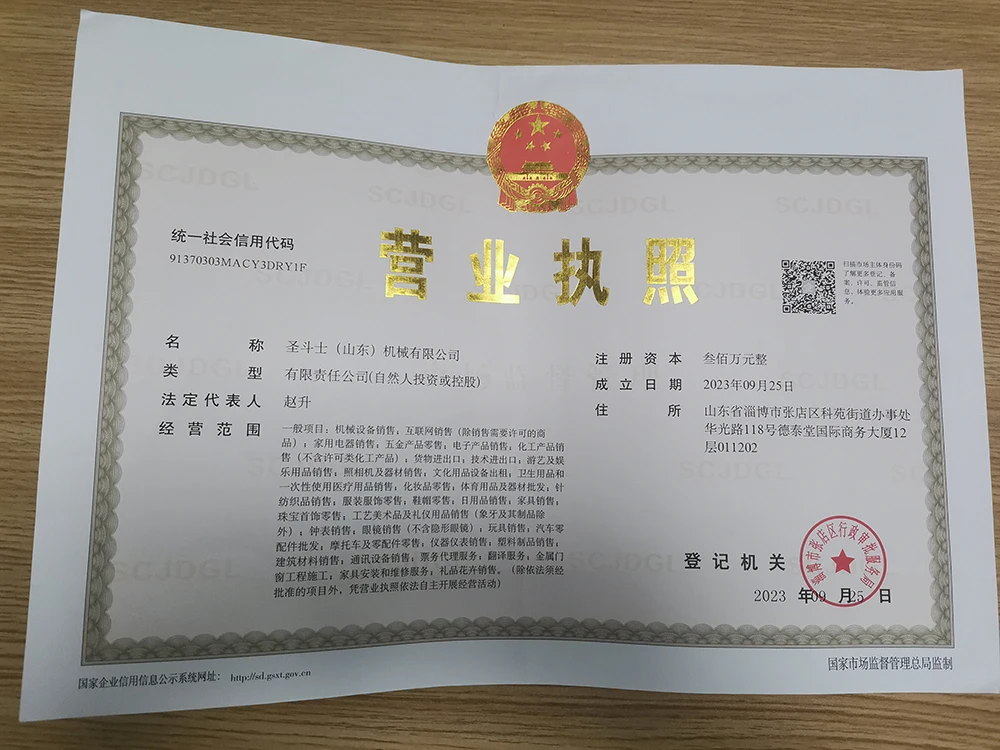 统一社会信用代码
91370303MACY3DRY1F
营业执照
扫描市场主体身份码
了解更多登记、备
案、许可、监管信
息，体验更多应用服
务。
名称 圣斗士（山东）机械有限公司
类型 有限责任公司(自然人投资或控股)
法定代表人 赵升
经营范围 一般项目：机械设备销售；互联网销售（除销售需要许可的商
品）；家用电器销售；五金产品零售；电子产品销售；化工产品销
售（不含许可类化工产品）；货物进出口；技术进出口；游艺及娱
乐用品销售；照相机及器材销售；文化用品设备出租；卫生用品和
一次性使用医疗用品销售；化妆品零售；体育用品及器材批发；针
纺织品销售；服装服饰零售；鞋帽零售；日用品销售；家具销售；
珠宝首饰零售；工艺美术品及礼仪用品销售（象牙及其制品除
外）；钟表销售；眼镜销售（不含隐形眼镜）；玩具销售；汽车零
配件批发；摩托车及零配件零售；仪器仪表销售；塑料制品销售；
建筑材料销售；通讯设备销售；票务代理服务；翻译服务；金属门
窗工程施工；家具安装和维修服务；礼品花卉销售。（除依法须经
批准的项目外，凭营业执照依法自主开展经营活动）
注册资本 叁佰万元整
成立日期 2023年09月25日
住所 山东省淄博市张店区科苑街道办事处
华光路118号德泰堂国际商务大厦12
层011202
登记机关
淄博市张店区行政审批服务局
2023 年09 月25 日
国家企业信用信息公示系统网址： http://sd.gsxt.gov.cn
国家市场监督管理总局监制
SCJDGL
SCJDGL
SCJDGL
SCJDGL